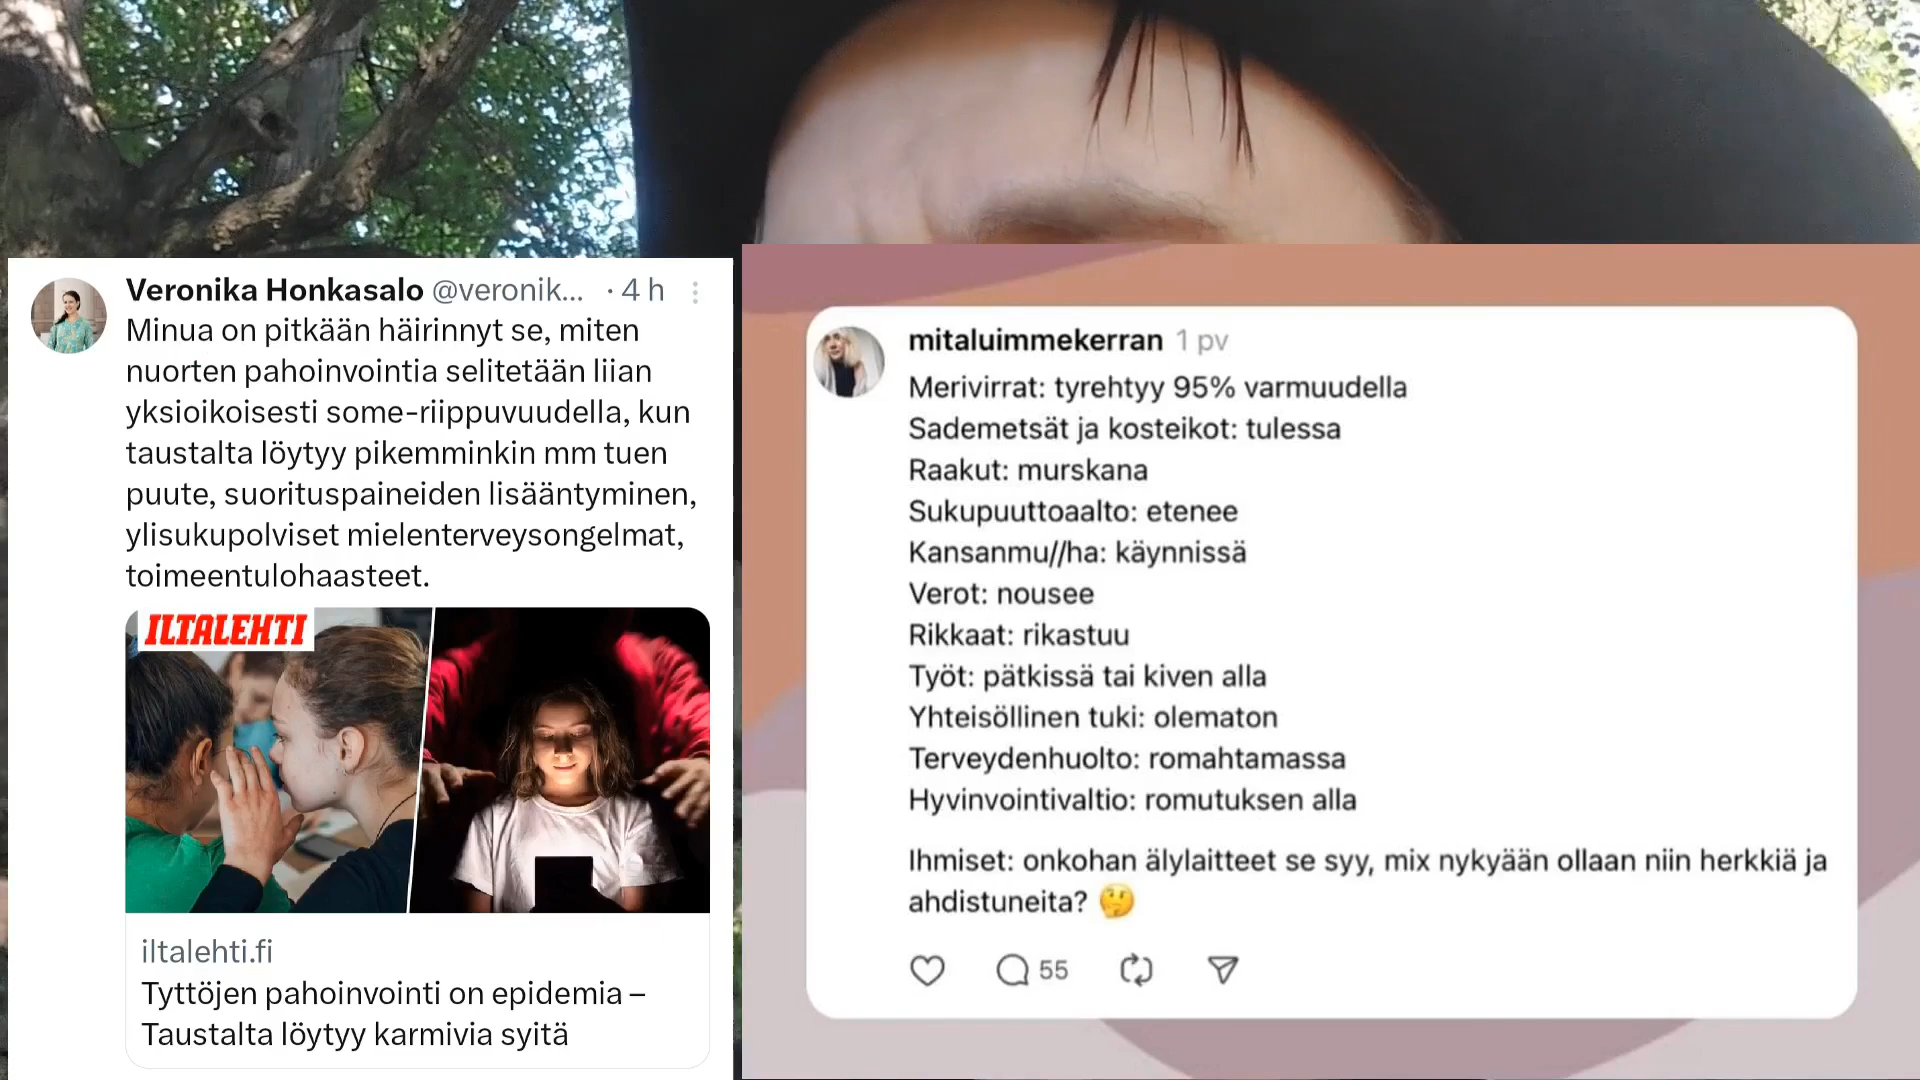 Veronika Honkasalo @veronik... · 4 h
Minua on pitkään häirinnyt se, miten
nuorten pahoinvointia selitetään liian
yksioikoisesti some-riippuvuudella, kun
taustalta löytyy pikemminkin mm tuen
puute, suorituspaineiden lisääntyminen,
ylisukupolviset mielenterveysongelmat,
toimeentulohaasteet.
ILTALEHTI
iltalehti.fi
Tyttöjen pahoinvointi on epidemia –
Taustalta löytyy karmivia syitä
mitaluimmekerran 1 pv
Merivirrat: tyrehtyy 95% varmuudella
Sademetsät ja kosteikot: tulessa
Raakut: murskana
Sukupuuttoaalto: etenee
Kansanmu//ha: käynnissä
Verot: nousee
Rikkaat: rikastuu
Työt: pätkissä tai kiven alla
Yhteisöllinen tuki: olematon
Terveydenhuolto: romahtamassa
Hyvinvointivaltio: romutuksen alla
Ihmiset: onkohan älylaitteet se syy, mix nykyään ollaan niin herkkiä ja
ahdistuneita? 🤔
55